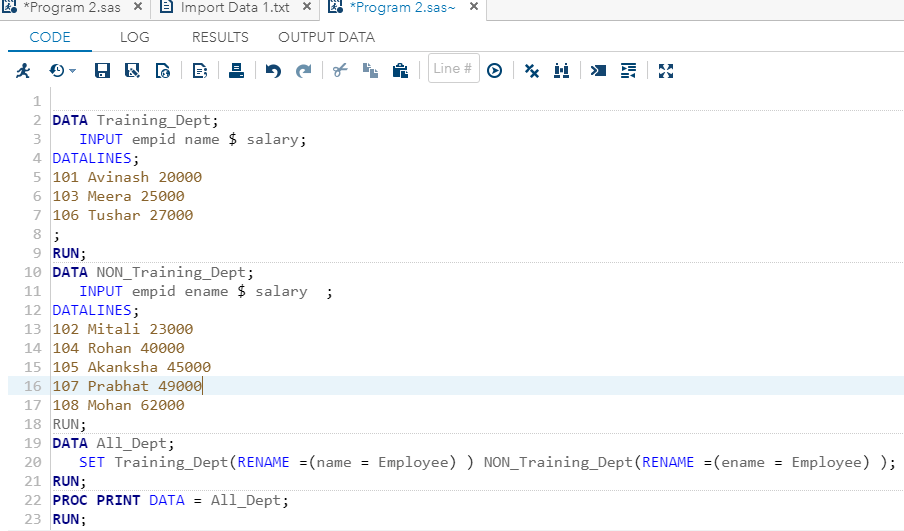 *Program 2.sas × Import Data 1.txt × *Program 2.sas~ ×
CODE LOG RESULTS OUTPUT DATA
Line #
1
2 DATA Training_Dept;
3 INPUT empid name $ salary;
4 DATALINES;
5 101 Avinash 20000
6 103 Meera 25000
7 106 Tushar 27000
8 ;
9 RUN;
10 DATA NON_Training_Dept;
11 INPUT empid ename $ salary ;
12 DATALINES;
13 102 Mitali 23000
14 104 Rohan 40000
15 105 Akanksha 45000
16 107 Prabhat 49000
17 108 Mohan 62000
18 RUN;
19 DATA All_Dept;
20 SET Training_Dept(RENAME =(name = Employee) ) NON_Training_Dept(RENAME =(ename = Employee) );
21 RUN;
22 PROC PRINT DATA = All_Dept;
23 RUN;